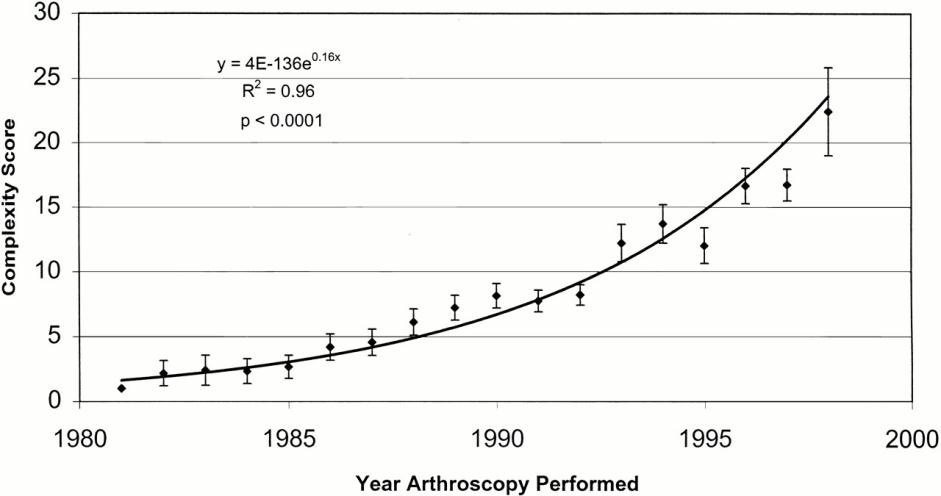 30
25
20
15
10
5
0
y = 4E-136e^0.16x
R² = 0.96
p < 0.0001
Complexity Score
1980 1985 1990 1995 2000
Year Arthroscopy Performed